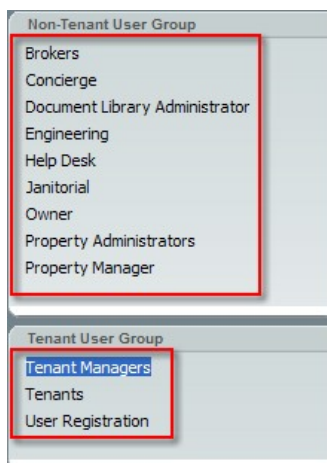 Non-Tenant User Group
Brokers
Concierge
Document Library Administrator
Engineering
Help Desk
Janitorial
Owner
Property Administrators
Property Manager
Tenant User Group
Tenant Managers
Tenants
User Registration